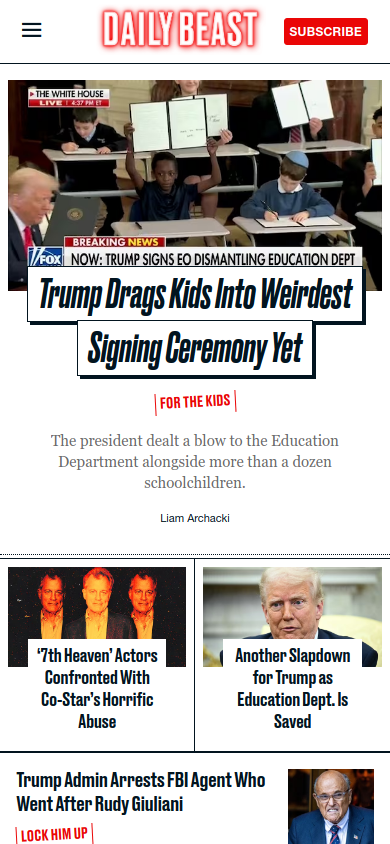 DAILY BEAST
SUBSCRIBE
THE WHITE HOUSE
LIVE 4:37 PM ET
BREAKING NEWS
FOX
NOW: TRUMP SIGNS EO DISMANTLING EDUCATION DEPT
Trump Drags Kids Into Weirdest
Signing Ceremony Yet
FOR THE KIDS
The president dealt a blow to the Education
Department alongside more than a dozen
schoolchildren.
Liam Archacki
‘7th Heaven’ Actors
Confronted With
Co-Star’s Horrific
Abuse
Another Slapdown
for Trump as
Education Dept. Is
Saved
Trump Admin Arrests FBI Agent Who
Went After Rudy Giuliani
LOCK HIM UP